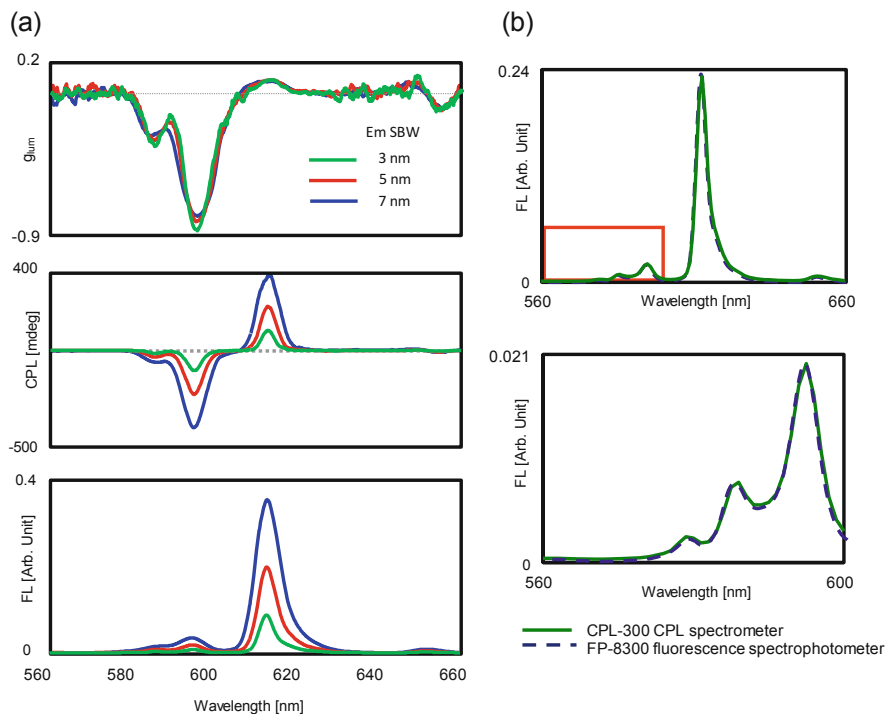 (a)
0.2
glum
-0.9
Em SBW
3 nm
5 nm
7 nm
400
CPL [mdeg]
-500
0.4
FL [Arb. Unit]
0
560
580
600
620
640
660
Wavelength [nm]
(b)
0.24
FL [Arb. Unit]
0
560
Wavelength [nm]
660
0.021
FL [Arb. Unit]
0
560
Wavelength [nm]
600
CPL-300 CPL spectrometer
FP-8300 fluorescence spectrophotometer